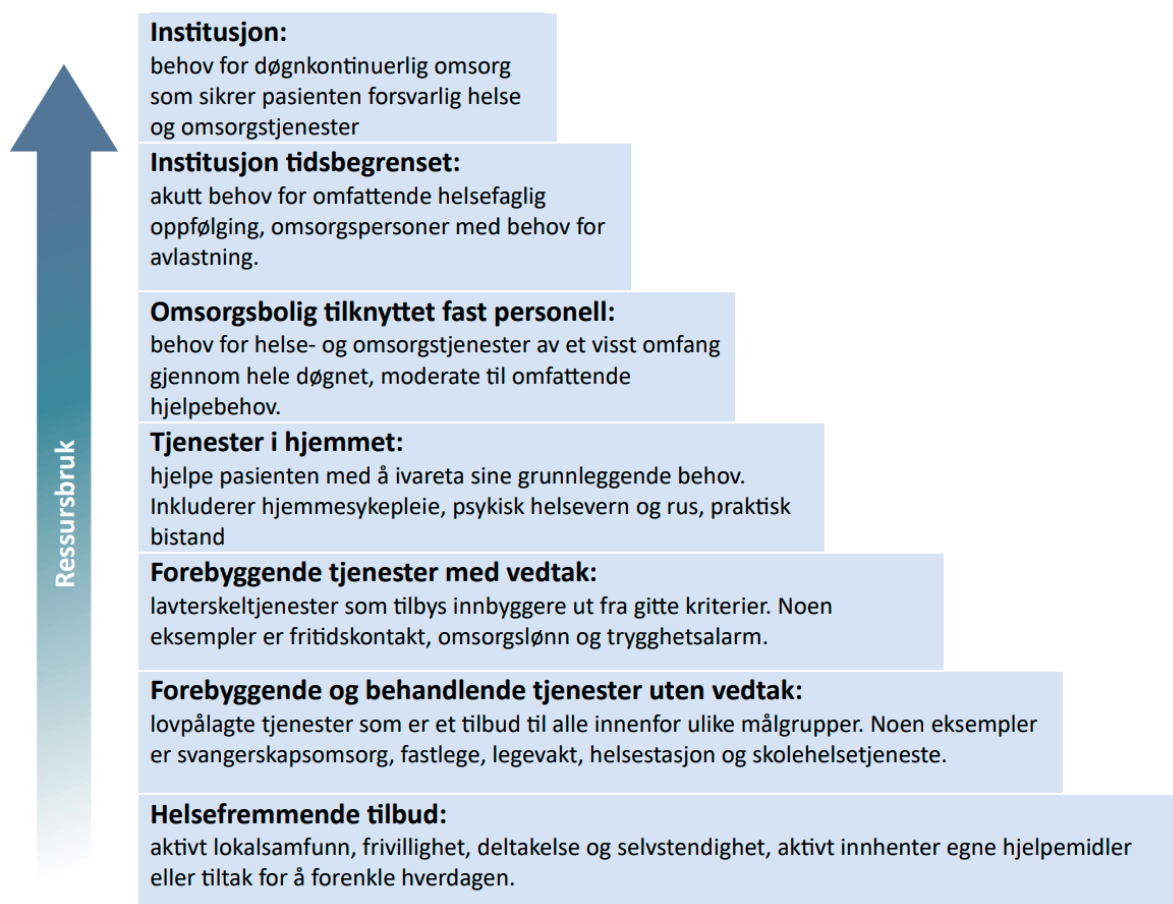 Institusjon:
behov for døgnkontinuerlig omsorg
som sikrer pasienten forsvarlig helse
og omsorgstjenester
Institusjon tidsbegrenset:
akutt behov for omfattende helsefaglig
oppfølging, omsorgspersoner med behov for
avlastning.
Omsorgsbolig tilknyttet fast personell:
behov for helse- og omsorgstjenester av et visst omfang
gjennom hele døgnet, moderate til omfattende
hjelpebehov.
Tjenester i hjemmet:
hjelpe pasienten med å ivareta sine grunnleggende behov.
Inkluderer hjemmesykepleie, psykisk helsevern og rus, praktisk
bistand
Forebyggende tjenester med vedtak:
lavterskeltjenester som tilbys innbyggere ut fra gitte kriterier. Noen
eksempler er fritidskontakt, omsorgslønn og trygghetsalarm.
Forebyggende og behandlende tjenester uten vedtak:
lovpålagte tjenester som er et tilbud til alle innenfor ulike målgrupper. Noen eksempler
er svangerskapsomsorg, fastlege, legevakt, helsestasjon og skolehelsetjeneste.
Helsefremmende tilbud:
aktivt lokalsamfunn, frivillighet, deltakelse og selvstendighet, aktivt innhenter egne hjelpemidler
eller tiltak for å forenkle hverdagen.
Ressursbruk